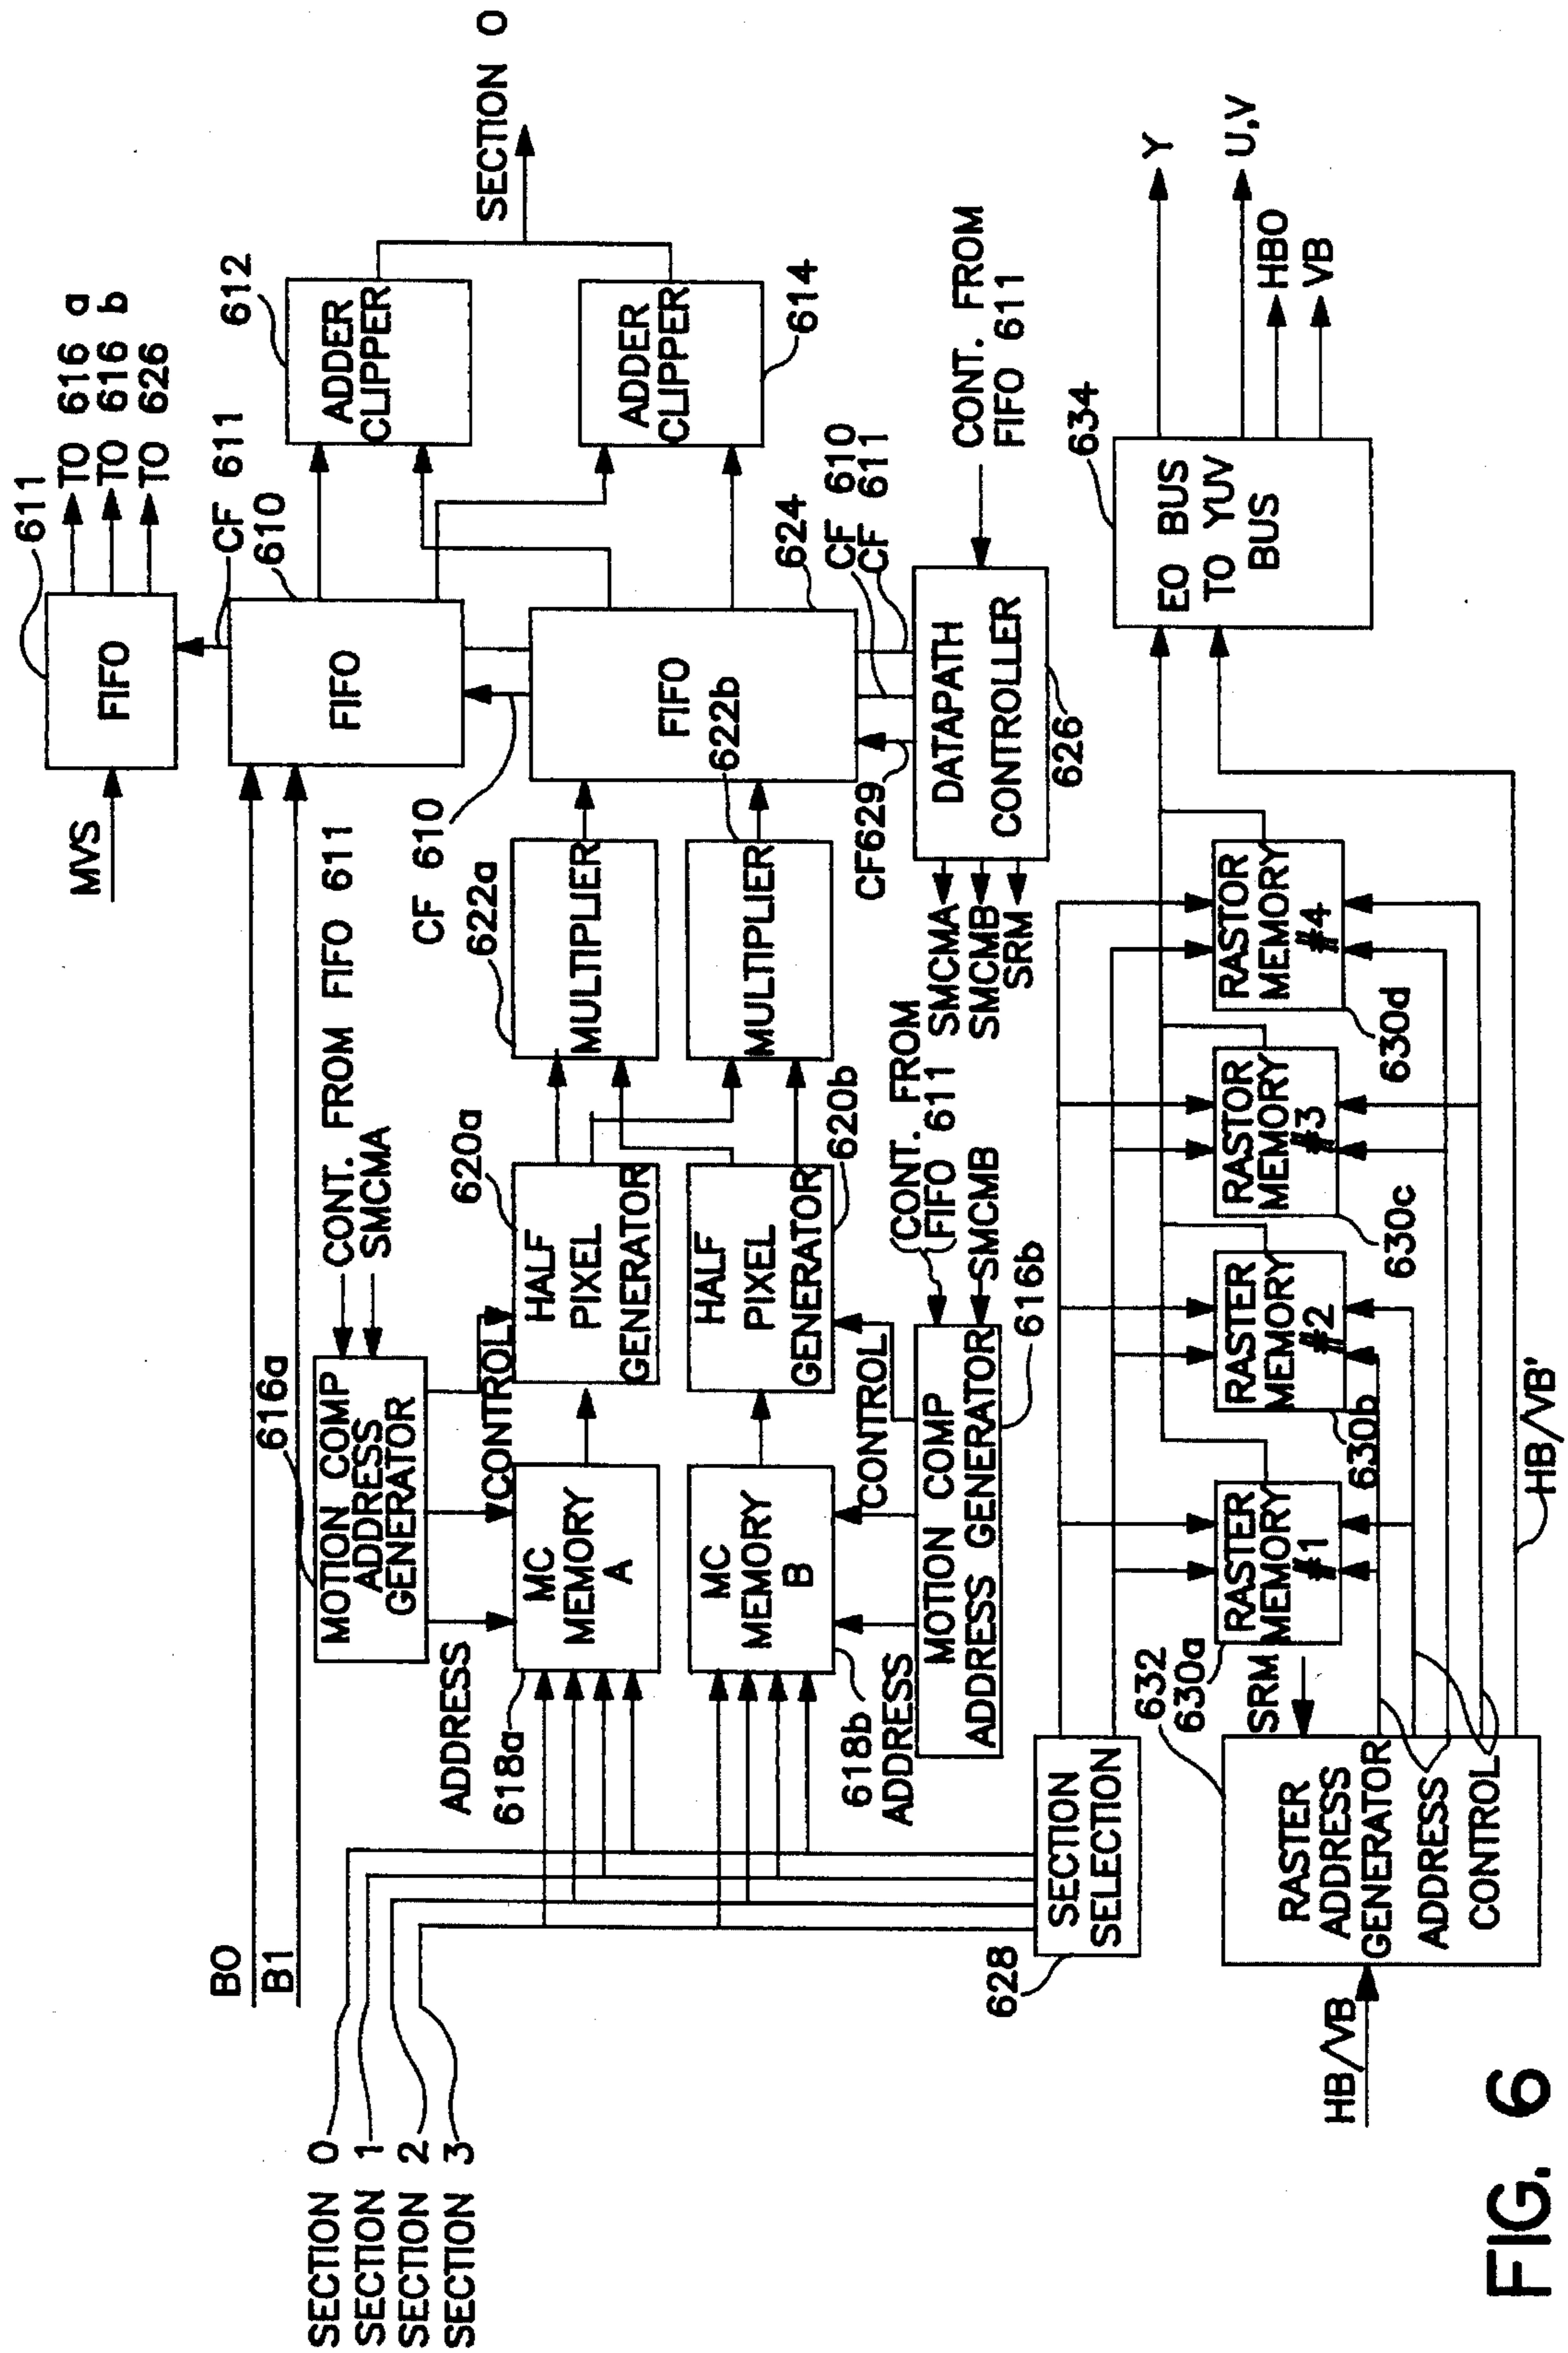 MVS
FIFO
611
TO 616 a
TO 616 b
TO 626
CF 611
610
FIFO
B0
B1
612
ADDER
CLIPPER
SECTION 0
ADDER
CLIPPER
614
SECTION 0
SECTION 1
SECTION 2
SECTION 3
616a
MOTION COMP
ADDRESS
GENERATOR
CONT. FROM FIFO 611
SMCMA
ADDRESS
CONTROL
618a
MC
MEMORY
A
620a
HALF
PIXEL
GENERATOR
622a
MULTIPLIER
CF 610
FIFO
622b
624
MC
MEMORY
B
618b
ADDRESS
CONTROL
HALF
PIXEL
GENERATOR
620b
MULTIPLIER
MOTION COMP
ADDRESS GENERATOR
616b
CONT. FROM
FIFO 611
SMCMB
CF629
CF 610
CF 611
DATAPATH
CONTROLLER
626
CONT. FROM
FIFO 611
SMCMA
SMCMB
SRM
628
SECTION
SELECTION
632
630a
SRM
RASTER
MEMORY
#1
630b
RASTER
MEMORY
#2
630c
RASTOR
MEMORY
#3
630d
RASTOR
MEMORY
#4
634
EO BUS
TO YUV
BUS
Y
U,V
HBO
VB
HB/VB
RASTER
ADDRESS
GENERATOR
ADDRESS
CONTROL
HB/VB'
FIG. 6